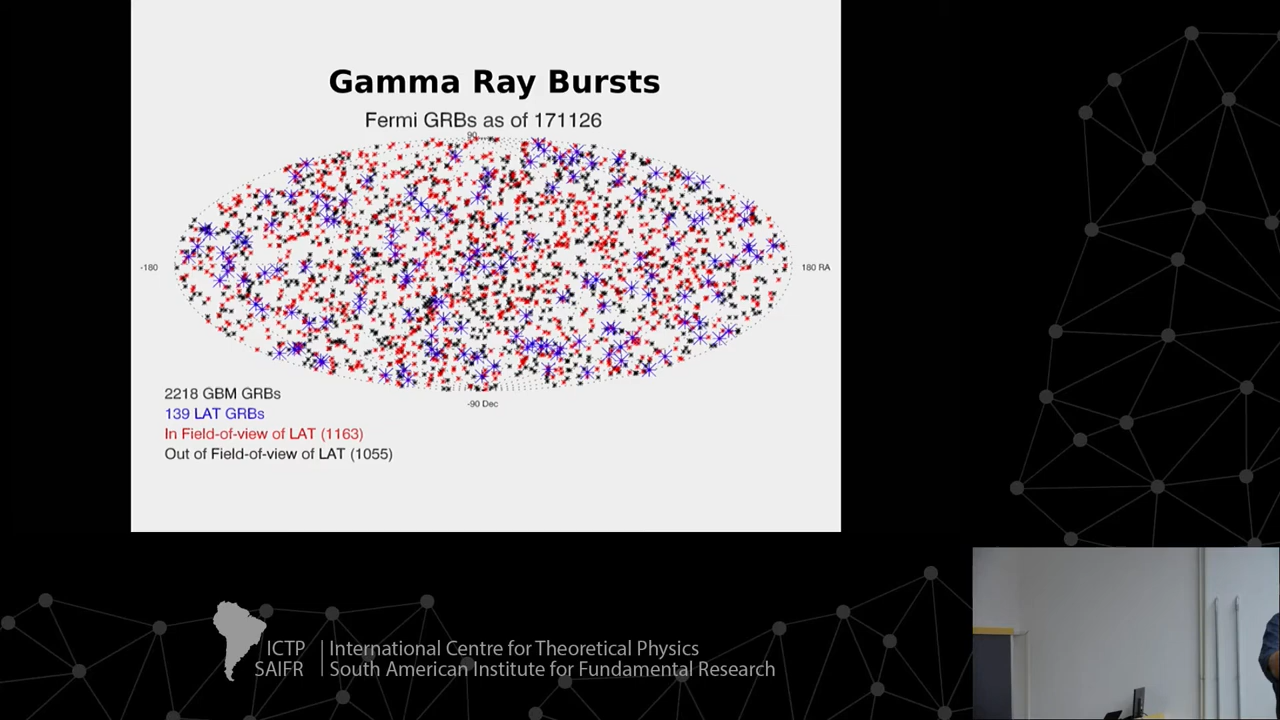 Gamma Ray Bursts
Fermi GRBs as of 171126
90
-180
180 RA
-90 Dec
2218 GBM GRBs
139 LAT GRBs
In Field-of-view of LAT (1163)
Out of Field-of-view of LAT (1055)
ICTP
SAIFR
International Centre for Theoretical Physics
South American Institute for Fundamental Research